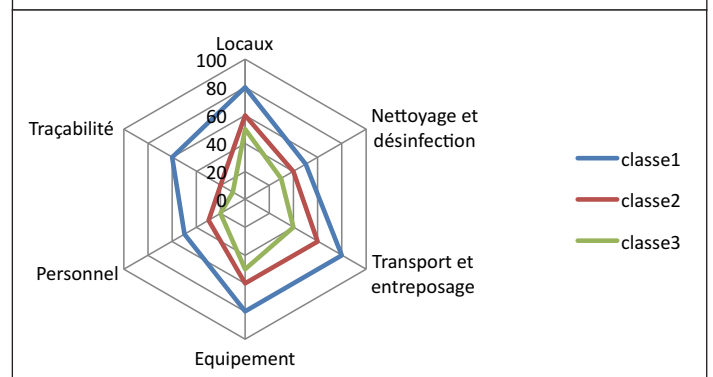 Locaux
100
80
60
40
20
0
Nettoyage et
désinfection
Transport et
entreposage
Equipement
Personnel
Traçabilité
classe1
classe2
classe3